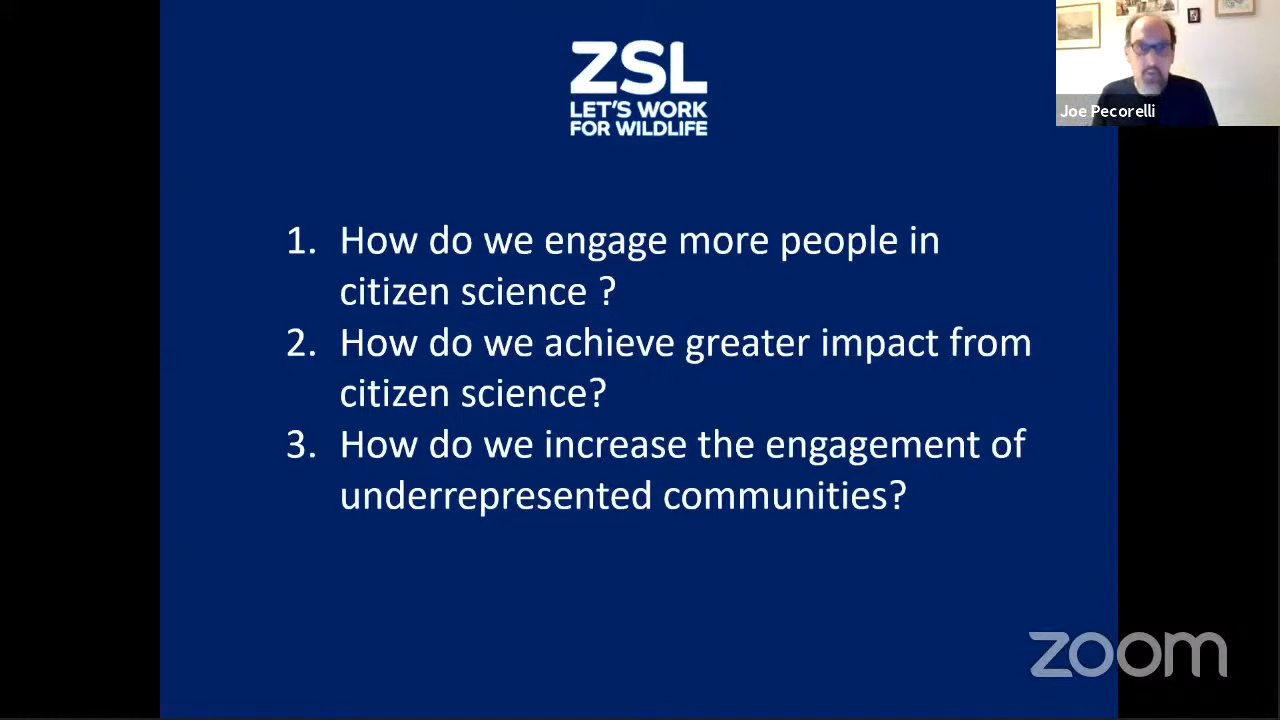 ZSL
LET'S WORK
FOR WILDLIFE
Joe Pecorelli
1. How do we engage more people in
citizen science ?
2. How do we achieve greater impact from
citizen science?
3. How do we increase the engagement of
underrepresented communities?
zoom